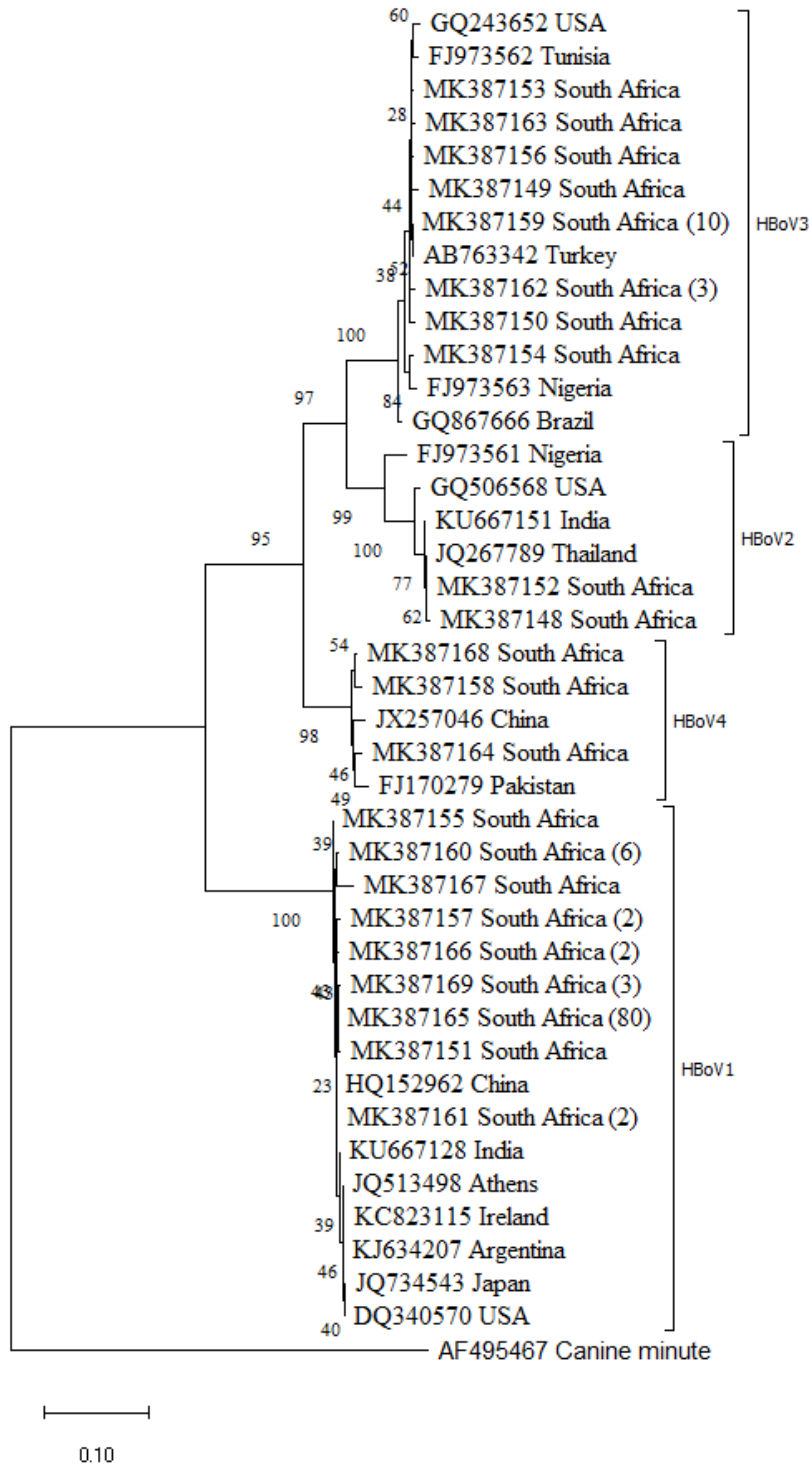 60
GQ243652 USA
FJ973562 Tunisia
MK387153 South Africa
28
MK387163 South Africa
MK387156 South Africa
MK387149 South Africa
44
MK387159 South Africa (10)
HBoV3
AB763342 Turkey
38
52
MK387162 South Africa (3)
MK387150 South Africa
100
MK387154 South Africa
FJ973563 Nigeria
97
84
GQ867666 Brazil
FJ973561 Nigeria
GQ506568 USA
99
KU667151 India
95
100
JQ267789 Thailand
HBoV2
77
MK387152 South Africa
62
MK387148 South Africa
54
MK387168 South Africa
MK387158 South Africa
JX257046 China
HBoV4
98
MK387164 South Africa
46
FJ170279 Pakistan
49
MK387155 South Africa
39
MK387160 South Africa (6)
MK387167 South Africa
100
MK387157 South Africa (2)
MK387166 South Africa (2)
43
MK387169 South Africa (3)
MK387165 South Africa (80)
MK387151 South Africa
HBoV1
23
HQ152962 China
MK387161 South Africa (2)
KU667128 India
JQ513498 Athens
39
KC823115 Ireland
KJ634207 Argentina
46
JQ734543 Japan
40
DQ340570 USA
AF495467 Canine minute
0.10